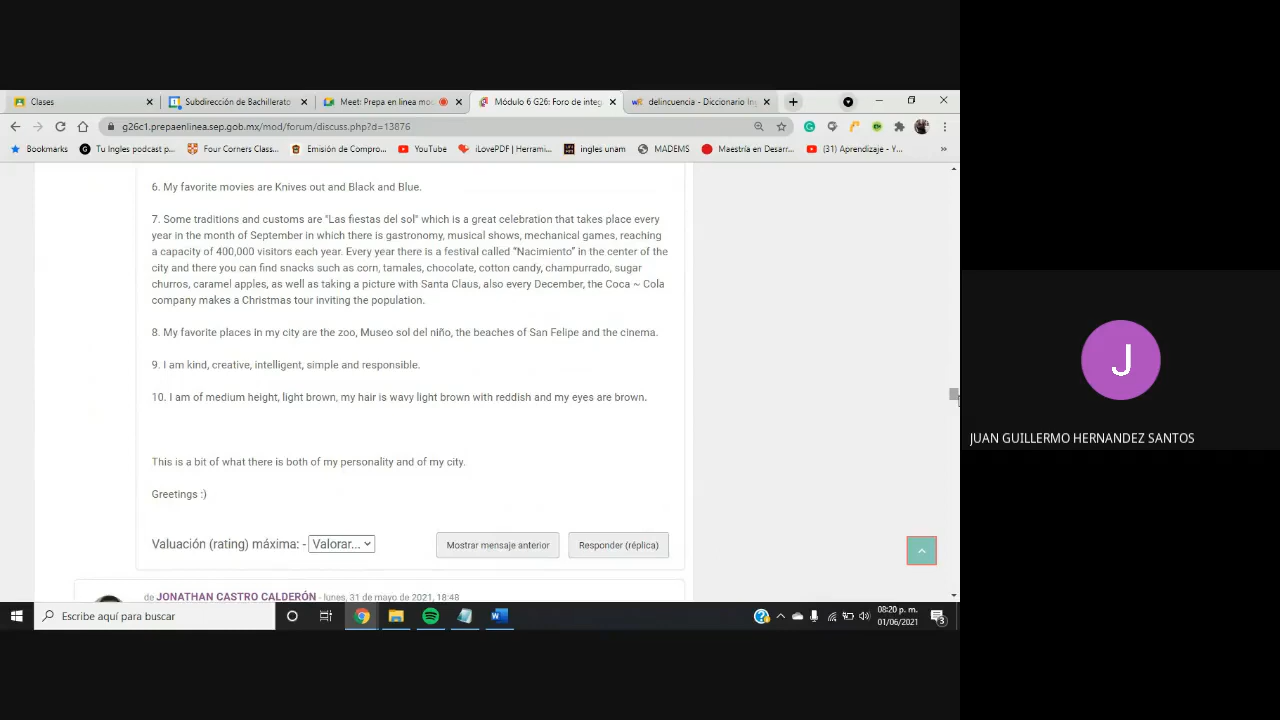 Clases
Subdirección de Bachillerato
Meet: Prepa en linea mo
Módulo 6 G26: Foro de integ
delincuencia - Diccionario Ing
g26c1.prepaenlinea.sep.gob.mx/mod/forum/discuss.php?d=13876
Bookmarks
Tu Ingles podcast p...
Four Corners Class...
Emisión de Compro...
YouTube
iLovePDF | Herrami...
ingles unam
MADEMS
Maestría en Desarr...
(31) Aprendizaje - Y...
6. My favorite movies are Knives out and Black and Blue.
7. Some traditions and customs are "Las fiestas del sol" which is a great celebration that takes place every
year in the month of September in which there is gastronomy, musical shows, mechanical games, reaching
a capacity of 400,000 visitors each year. Every year there is a festival called “Nacimiento” in the center of the
city and there you can find snacks such as corn, tamales, chocolate, cotton candy, champurrado, sugar
churros, caramel apples, as well as taking a picture with Santa Claus, also every December, the Coca ~ Cola
company makes a Christmas tour inviting the population.
8. My favorite places in my city are the zoo, Museo sol del niño, the beaches of San Felipe and the cinema.
9. I am kind, creative, intelligent, simple and responsible.
10. I am of medium height, light brown, my hair is wavy light brown with reddish and my eyes are brown.
This is a bit of what there is both of my personality and of my city.
Greetings :)
Valuación (rating) máxima: - Valorar...
Mostrar mensaje anterior
Responder (réplica)
de JONATHAN CASTRO CALDERÓN - lunes, 31 de mayo de 2021, 18:48
Escribe aquí para buscar
08:20 p. m.
01/06/2021
3
J
JUAN GUILLERMO HERNANDEZ SANTOS